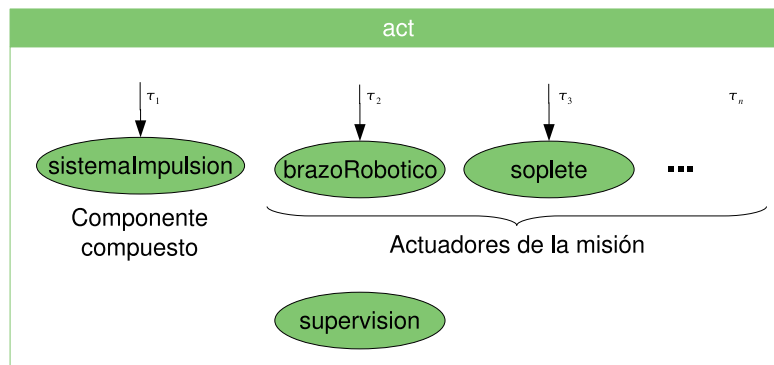 act
τ₁ τ₂ τ₃ τₙ
sistemaImpulsion brazoRobotico soplete ...
Componente
compuesto
Actuadores de la misión
supervision